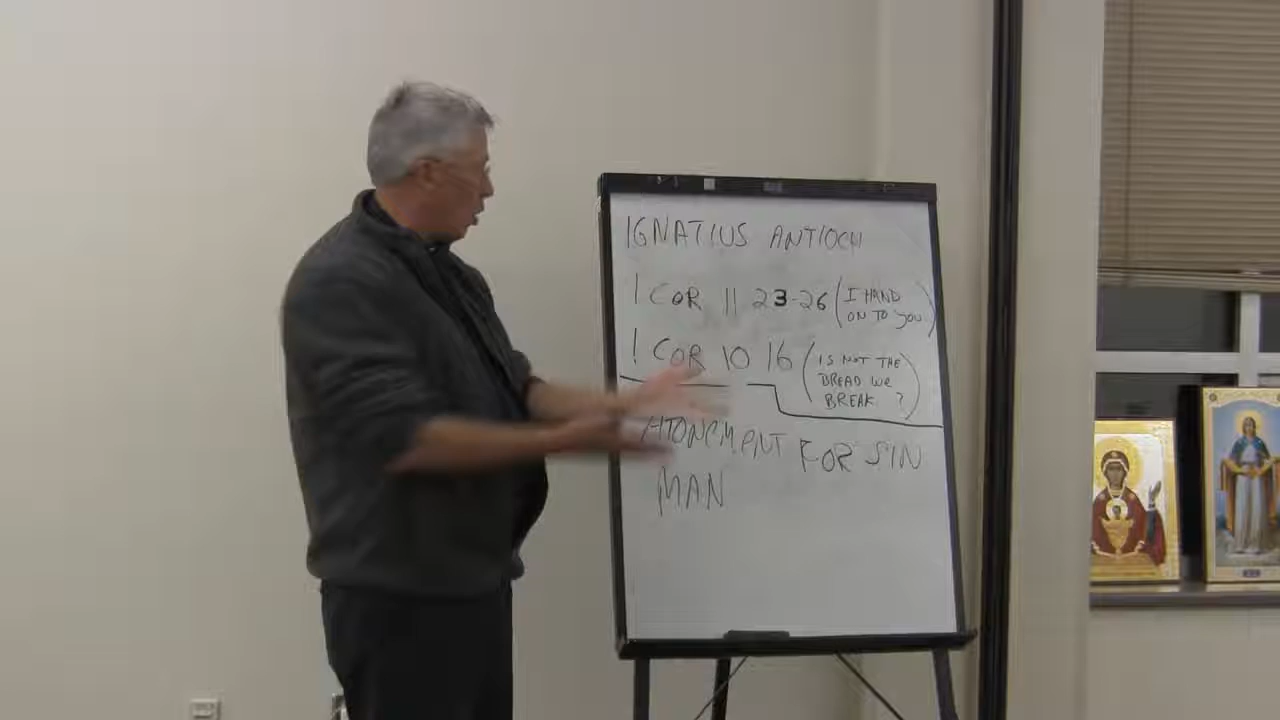 IGNATIUS ANTIOCH
1 COR 11 23-26 (I HAND
ON TO YOU)
1 COR 10 16 (IS NOT THE
BREAD WE
BREAK?)
ATONEMENT FOR SIN
MAN